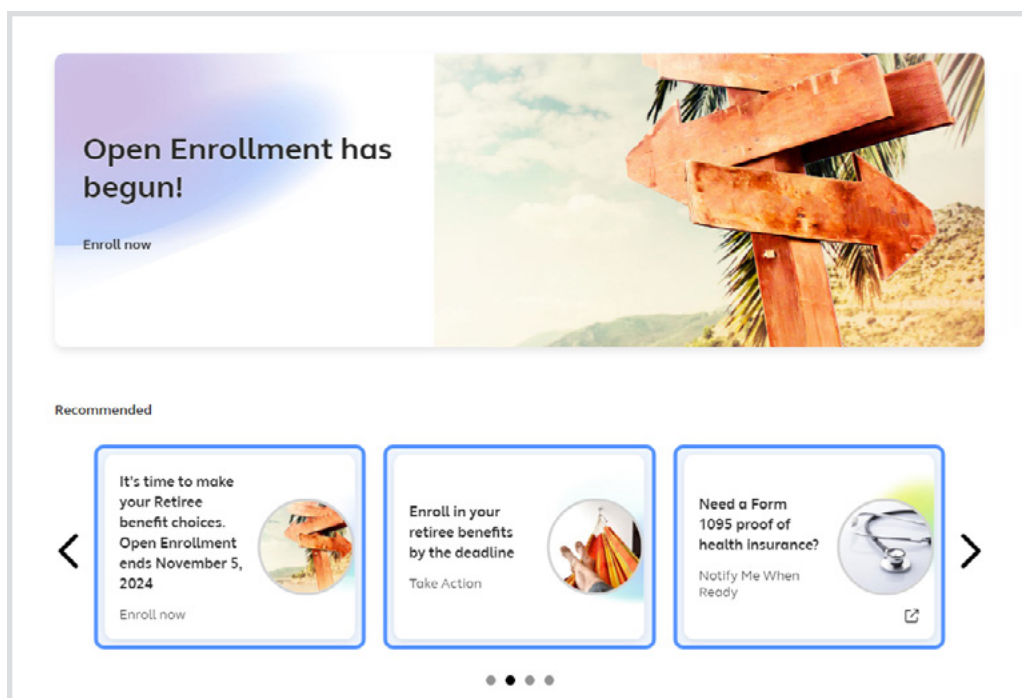 Open Enrollment has
begun!
Enroll now
Recommended
It's time to make
your Retiree
benefit choices.
Open Enrollment
ends November 5,
2024
Enroll now
Enroll in your
retiree benefits
by the deadline
Take Action
Need a Form
1095 proof of
health insurance?
Notify Me When
Ready